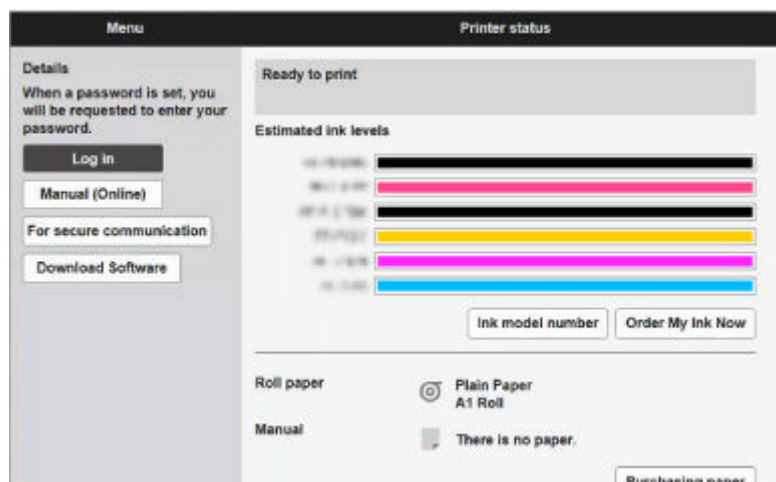 Menu
Printer status
Details
When a password is set, you
will be requested to enter your
password.
Log in
Manual (Online)
For secure communication
Download Software
Ready to print
Estimated ink levels
Ink model number
Order My Ink Now
Roll paper
Plain Paper
A1 Roll
Manual
There is no paper.
Purchasing paper